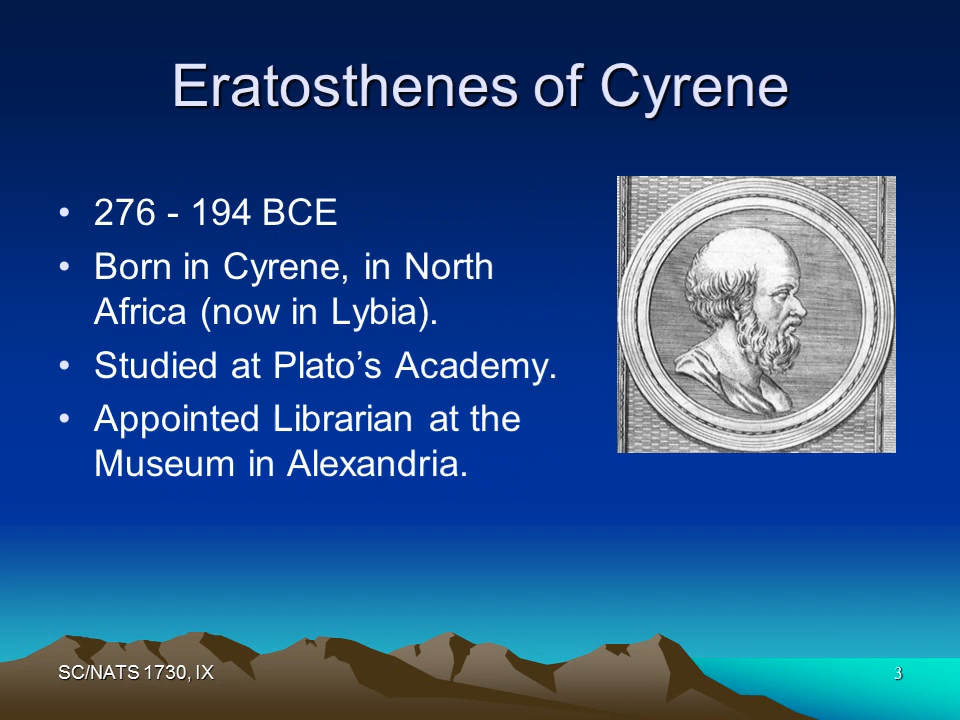 Eratosthenes of Cyrene
• 276 - 194 BCE
• Born in Cyrene, in North
Africa (now in Lybia).
• Studied at Plato’s Academy.
• Appointed Librarian at the
Museum in Alexandria.
SC/NATS 1730, IX
3